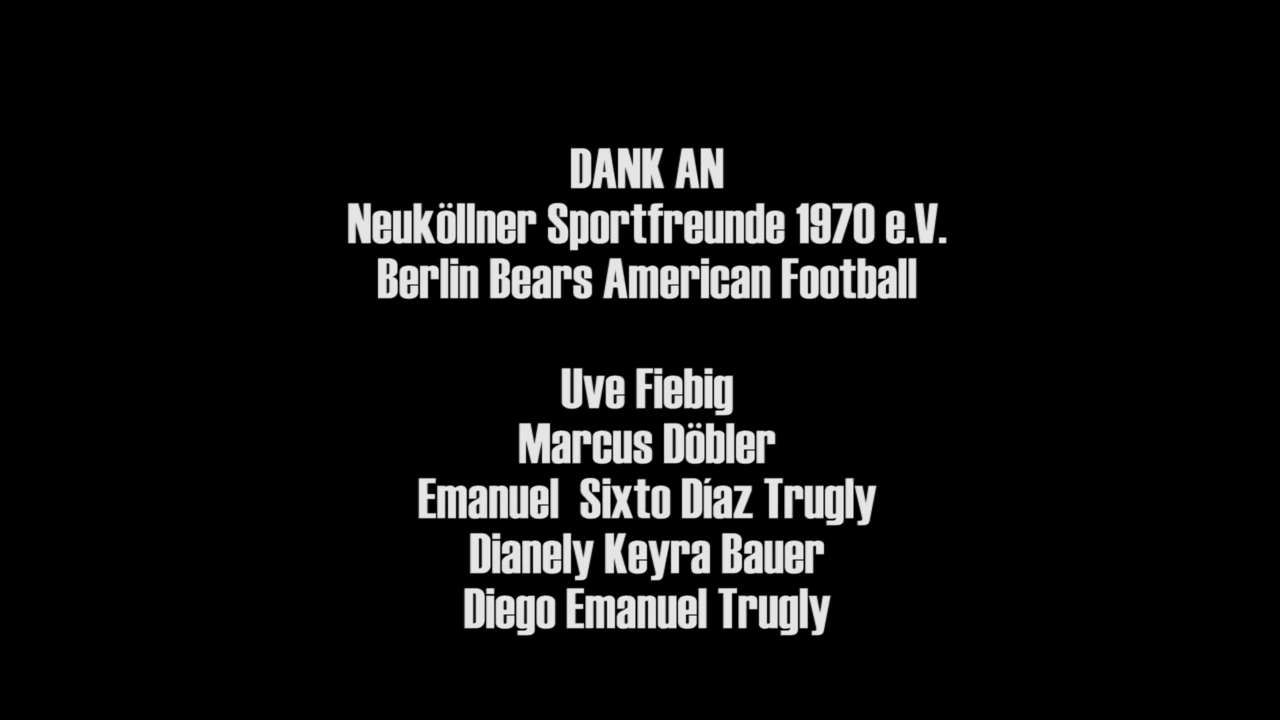 DANK AN
Neuköllner Sportfreunde 1970 e.V.
Berlin Bears American Football
Uve Fiebig
Marcus Döbler
Emanuel  Sixto Díaz Trugly
Dianely Keyra Bauer
Diego Emanuel Trugly